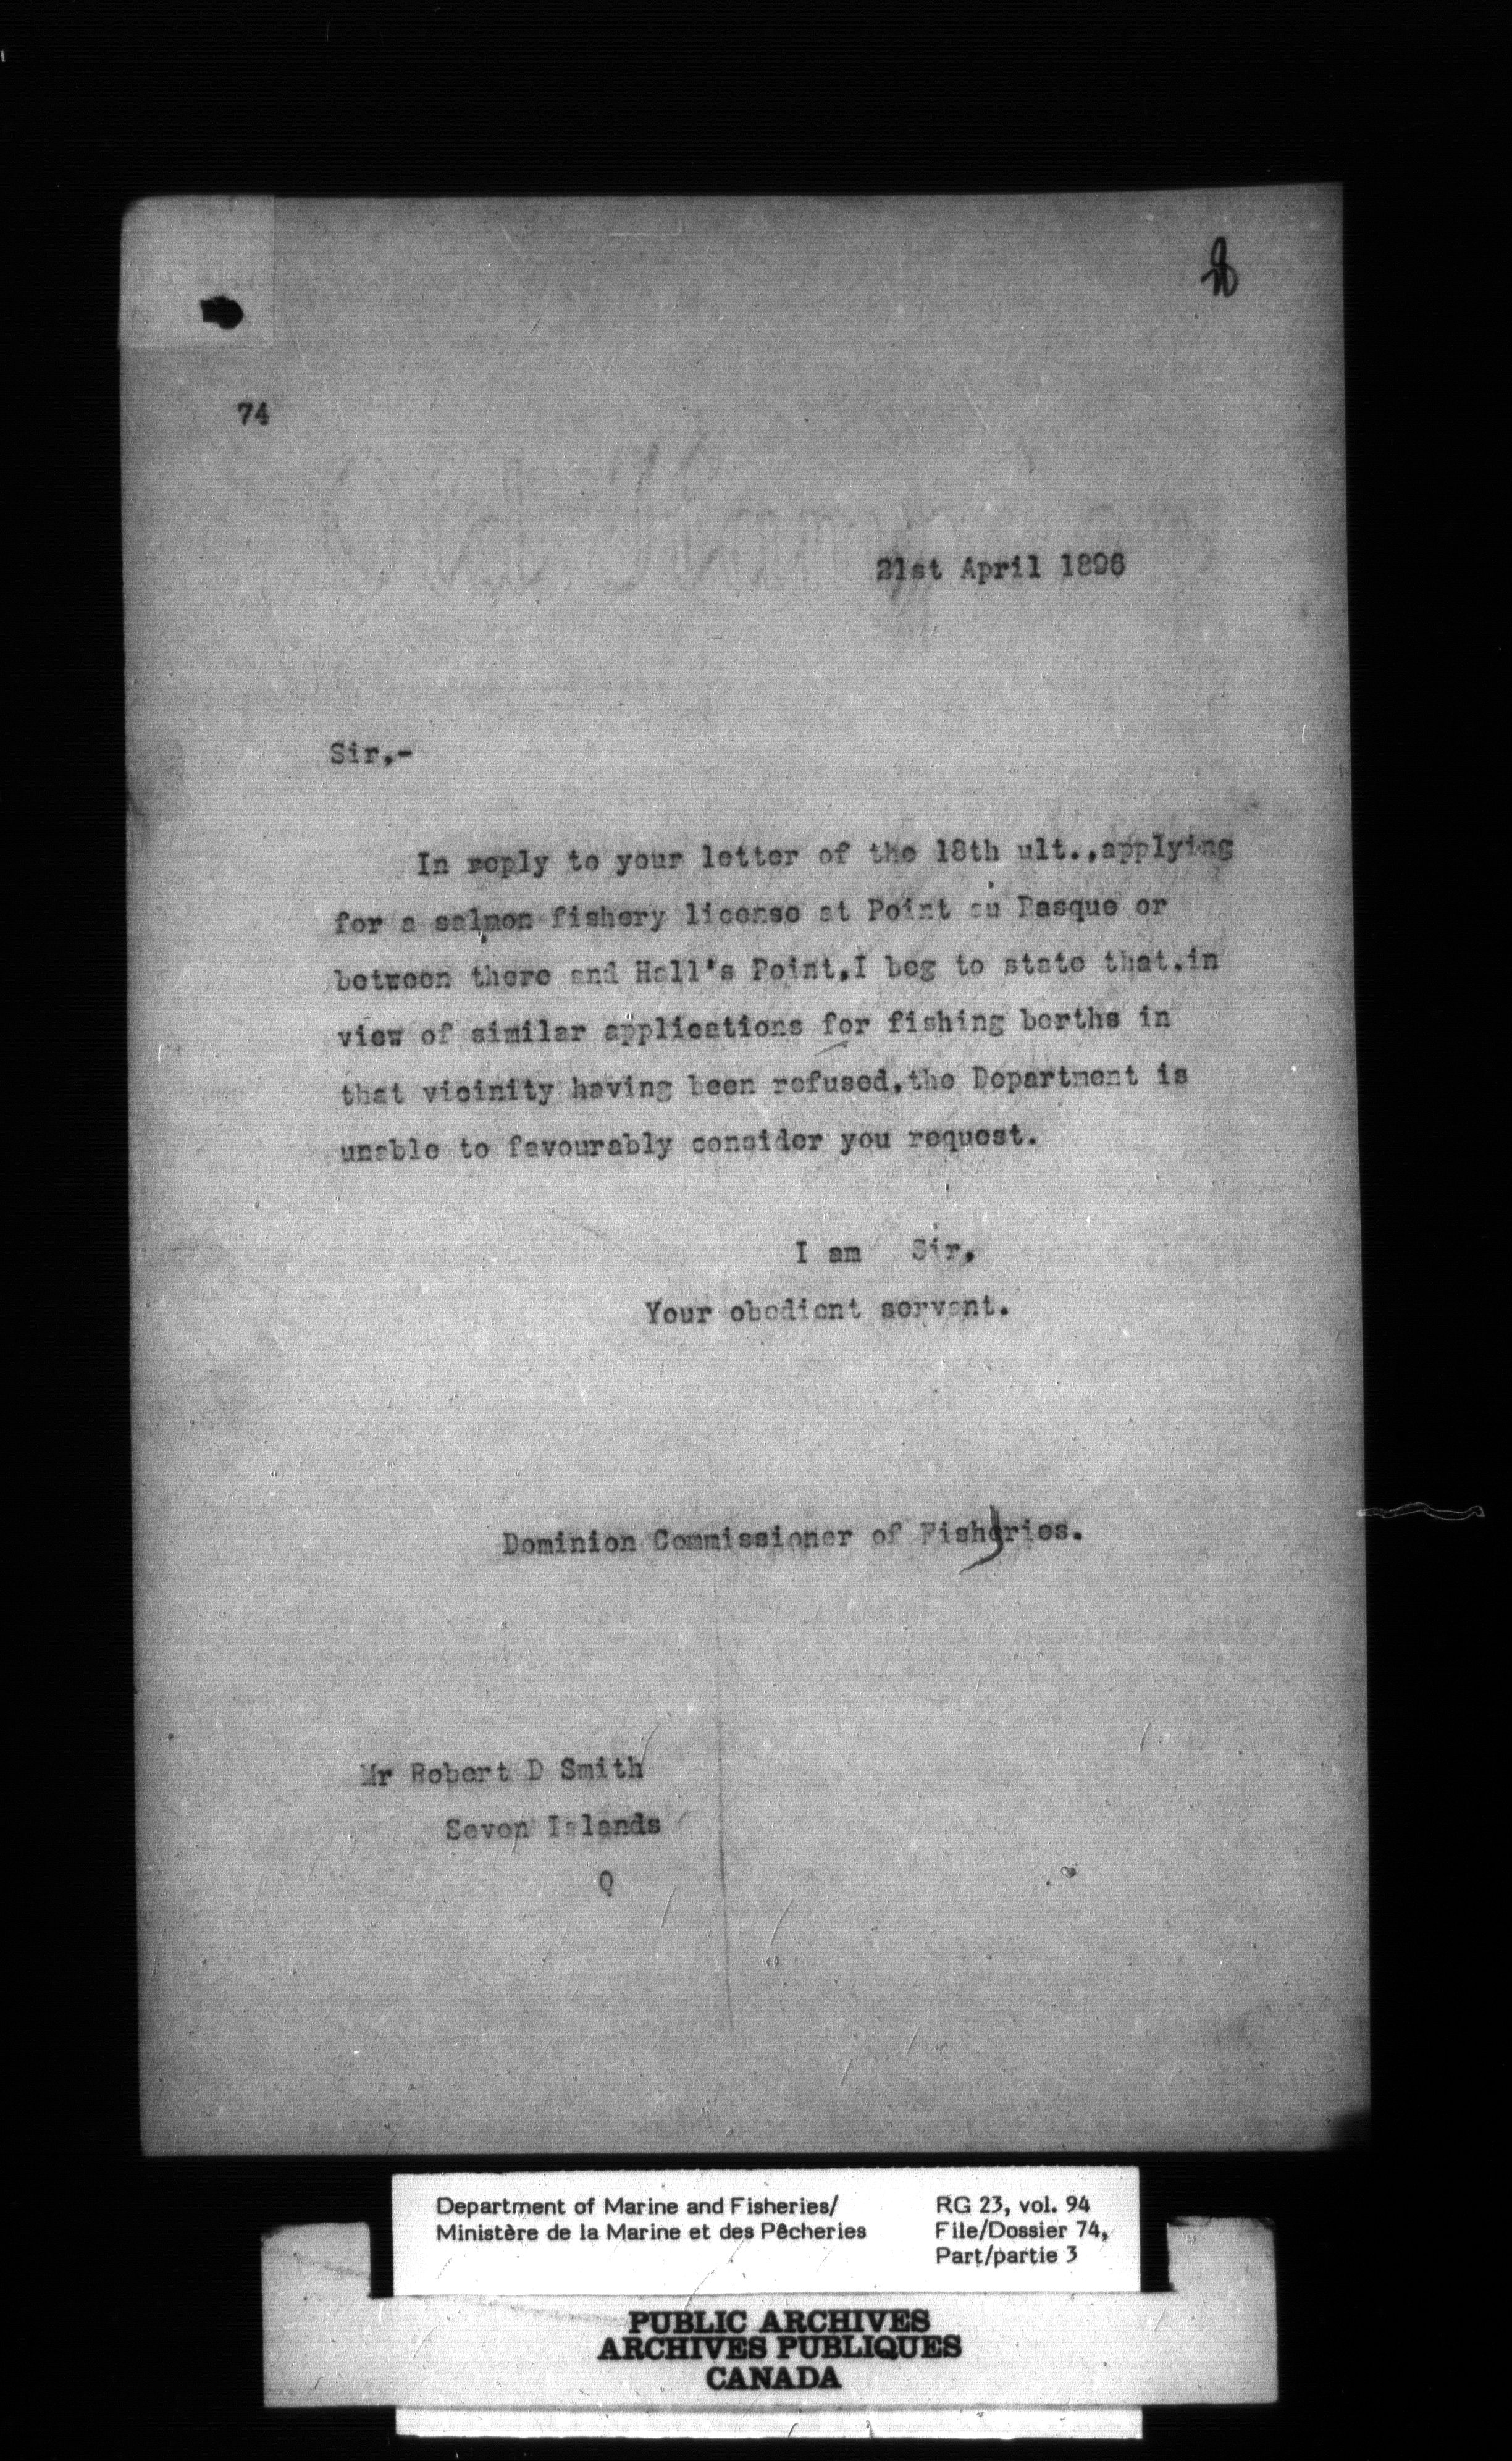 74
21st April 1896
Sir,-
In reply to your letter of the 18th ult.,applying
for a salmon fishery license at Point au Pasque or
between there and Hall's Point,I beg to state that,in
view of similar applications for fishing berths in
that vicinity having been refused,the Department is
unable to favourably consider you request.
I am Sir,
Your obedient servant.
Dominion Commissioner of Fisheries.
Mr Robert D Smith
Seven Islands
Q
Department of Marine and Fisheries/
Ministère de la Marine et des Pêcheries
RG 23, vol. 94
File/Dossier 74,
Part/partie 3
PUBLIC ARCHIVES
ARCHIVES PUBLIQUES
CANADA